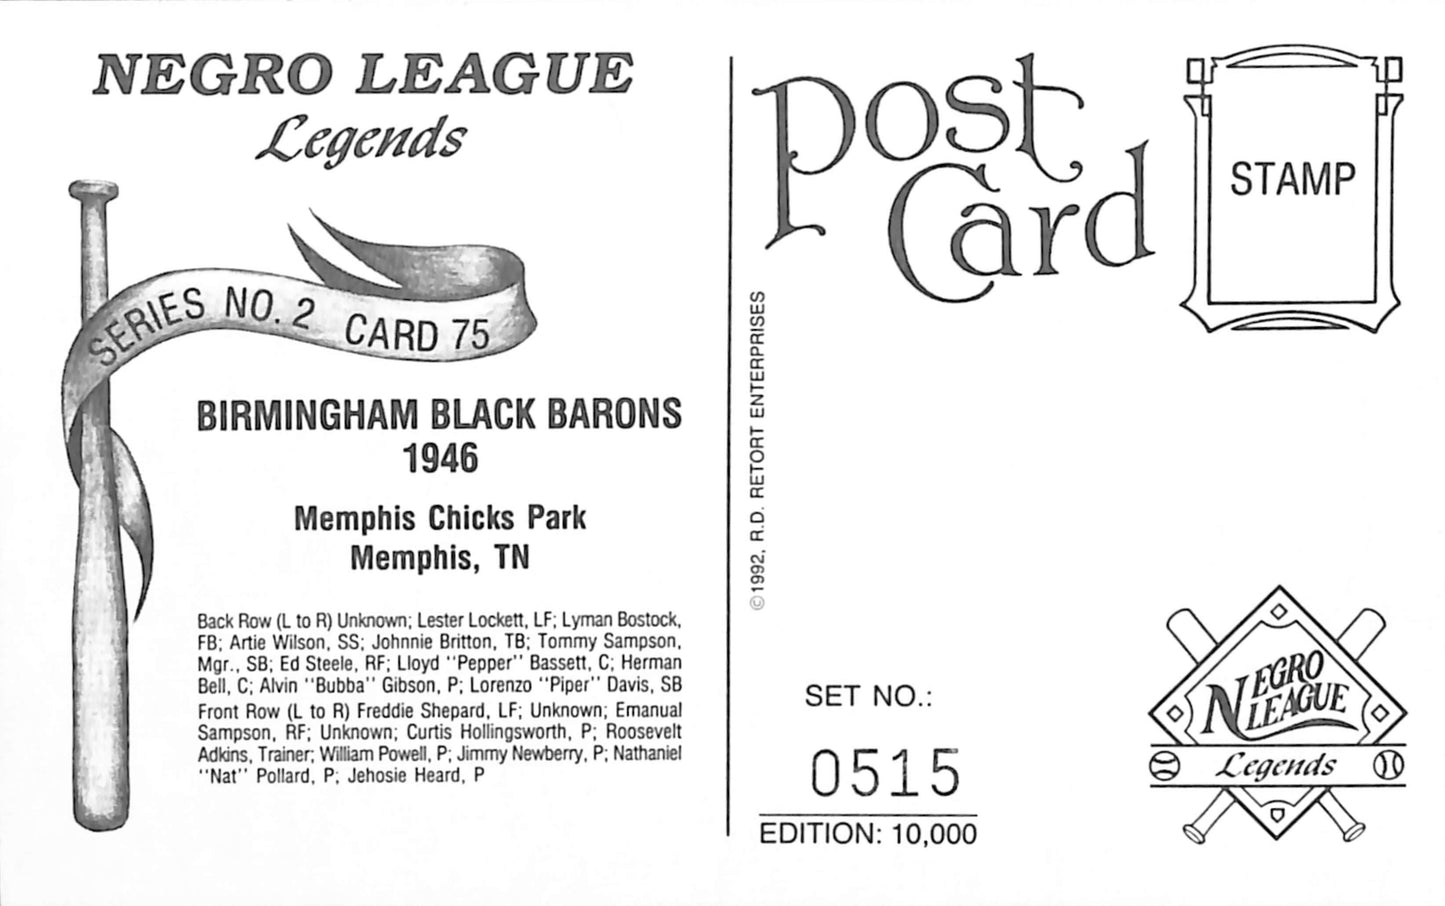 NEGRO LEAGUE
Legends
SERIES NO. 2 CARD 75
BIRMINGHAM BLACK BARONS
1946
Memphis Chicks Park
Memphis, TN
Back Row (L to R) Unknown; Lester Lockett, LF; Lyman Bostock,
FB; Artie Wilson, SS; Johnnie Britton, TB; Tommy Sampson,
Mgr., SB; Ed Steele, RF; Lloyd "Pepper" Bassett, C; Herman
Bell, C; Alvin "Bubba" Gibson, P; Lorenzo "Piper" Davis, SB
Front Row (L to R) Freddie Shepard, LF; Unknown; Emanual
Sampson, RF; Unknown; Curtis Hollingsworth, P; Roosevelt
Adkins, Trainer; William Powell, P; Jimmy Newberry, P; Nathaniel
"Nat" Pollard, P; Jehosie Heard, P
©1992, R.D. RETORT ENTERPRISES
Post
Card
STAMP
SET NO.:
0515
EDITION: 10,000
NEGRO
LEAGUE
Legends